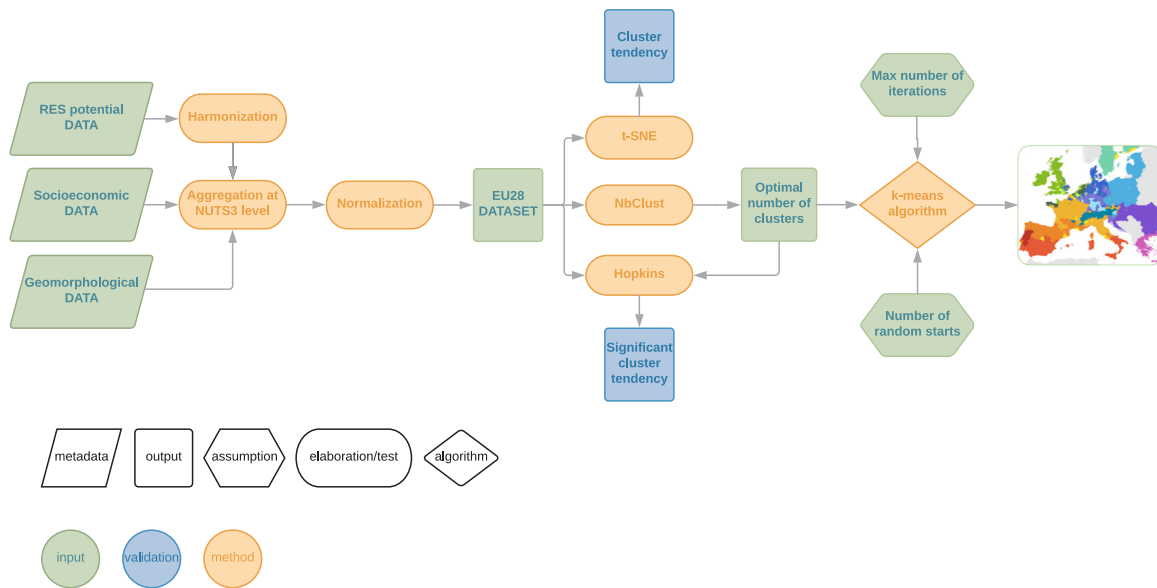 RES potential
DATA
Harmonization
Socioeconomic
DATA
Aggregation at
NUTS3 level
Geomorphological
DATA
Normalization
EU28
DATASET
Cluster
tendency
t-SNE
NbClust
Hopkins
Significant
cluster
tendency
Optimal
number of
clusters
Max number of
iterations
k-means
algorithm
Number of
random starts
metadata
output
assumption
elaboration/test
algorithm
input
validation
method